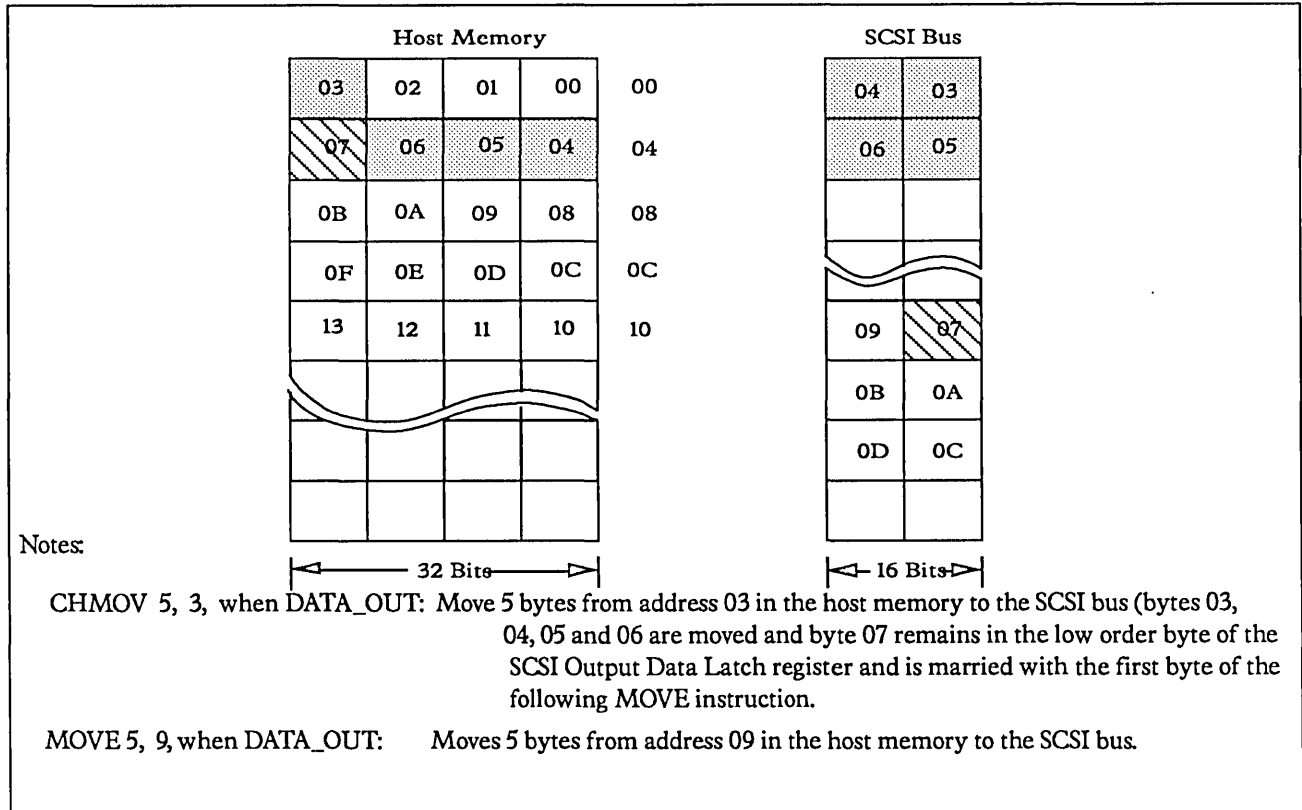 Host Memory SCSI Bus
03 02 01 00 00 04 03
07 06 05 04 04 06 05
0B 0A 09 08 08
0F 0E 0D 0C 0C
13 12 11 10 10 09 07
0B 0A
0D 0C
Notes:
32 Bits 16 Bits
CHMOV 5, 3, when DATA_OUT: Move 5 bytes from address 03 in the host memory to the SCSI bus (bytes 03,
04, 05 and 06 are moved and byte 07 remains in the low order byte of the
SCSI Output Data Latch register and is married with the first byte of the
following MOVE instruction.
MOVE 5, 9, when DATA_OUT: Moves 5 bytes from address 09 in the host memory to the SCSI bus.